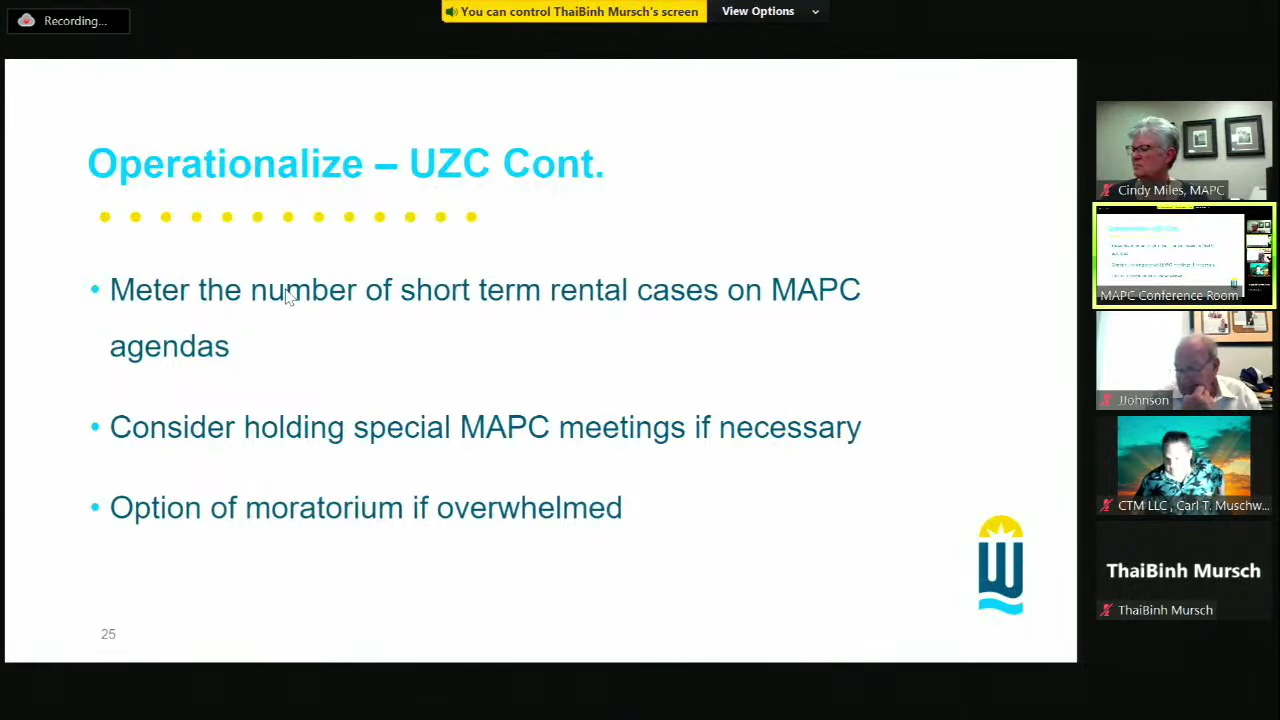 Recording...
You can control ThaiBinh Mursch's screen
View Options
Operationalize – UZC Cont.
• Meter the number of short term rental cases on MAPC
agendas
• Consider holding special MAPC meetings if necessary
• Option of moratorium if overwhelmed
25
Cindy Miles, MAPC
MAPC Conference Room
JJohnson
CTM LLC , Carl T. Muschw...
ThaiBinh Mursch
ThaiBinh Mursch